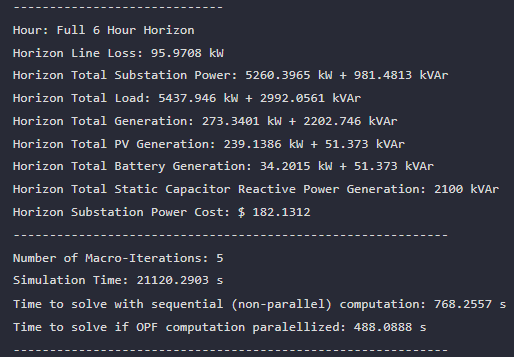 -----------------------------
Hour: Full 6 Hour Horizon
Horizon Line Loss: 95.9708 kW
Horizon Total Substation Power: 5260.3965 kW + 981.4813 kVAr
Horizon Total Load: 5437.946 kW + 2992.0561 kVAr
Horizon Total Generation: 273.3401 kW + 2202.746 kVAr
Horizon Total PV Generation: 239.1386 kW + 51.373 kVAr
Horizon Total Battery Generation: 34.2015 kW + 51.373 kVAr
Horizon Total Static Capacitor Reactive Power Generation: 2100 kVAr
Horizon Substation Power Cost: $ 182.1312
------------------------------------------------------------
Number of Macro-Iterations: 5
Simulation Time: 21120.2903 s
Time to solve with sequential (non-parallel) computation: 768.2557 s
Time to solve if OPF computation paralellized: 488.0888 s
------------------------------------------------------------